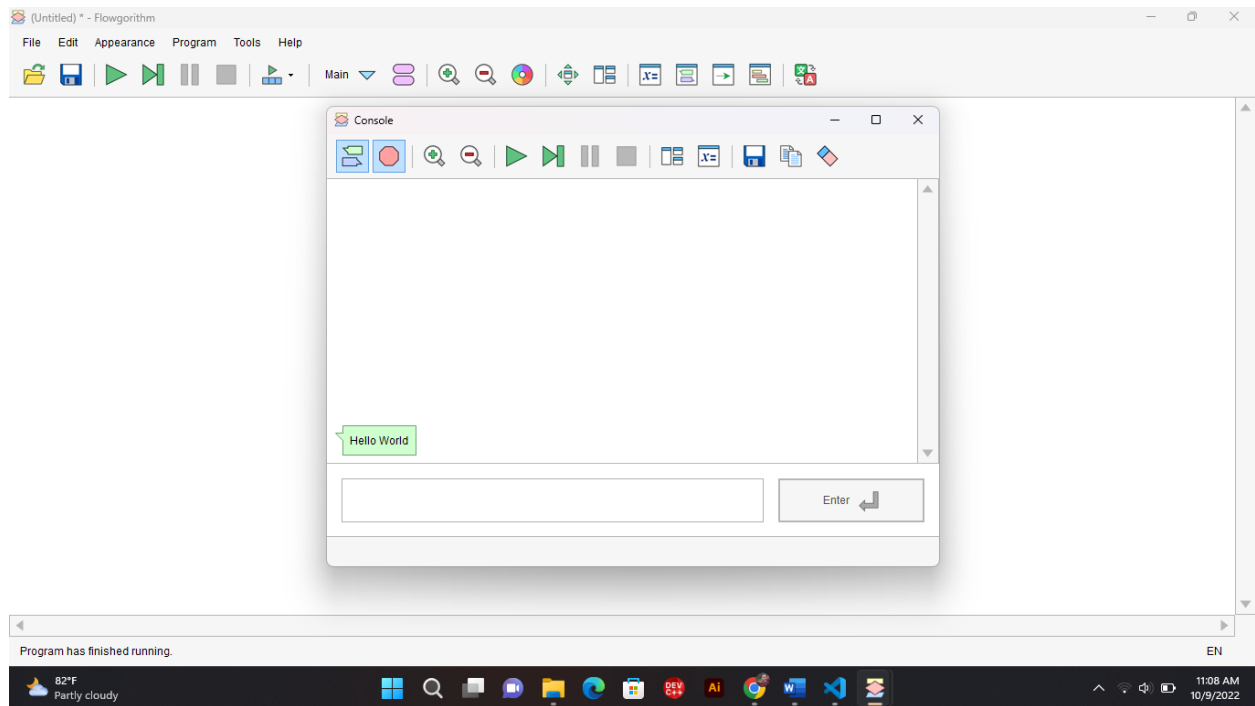 (Untitled) * - Flowgorithm
File Edit Appearance Program Tools Help
Main
x=
A
Console
x=
Hello World
Enter
Program has finished running.
EN
82°F
Partly cloudy
DEV
C++
Ai
W
11:08 AM
10/9/2022